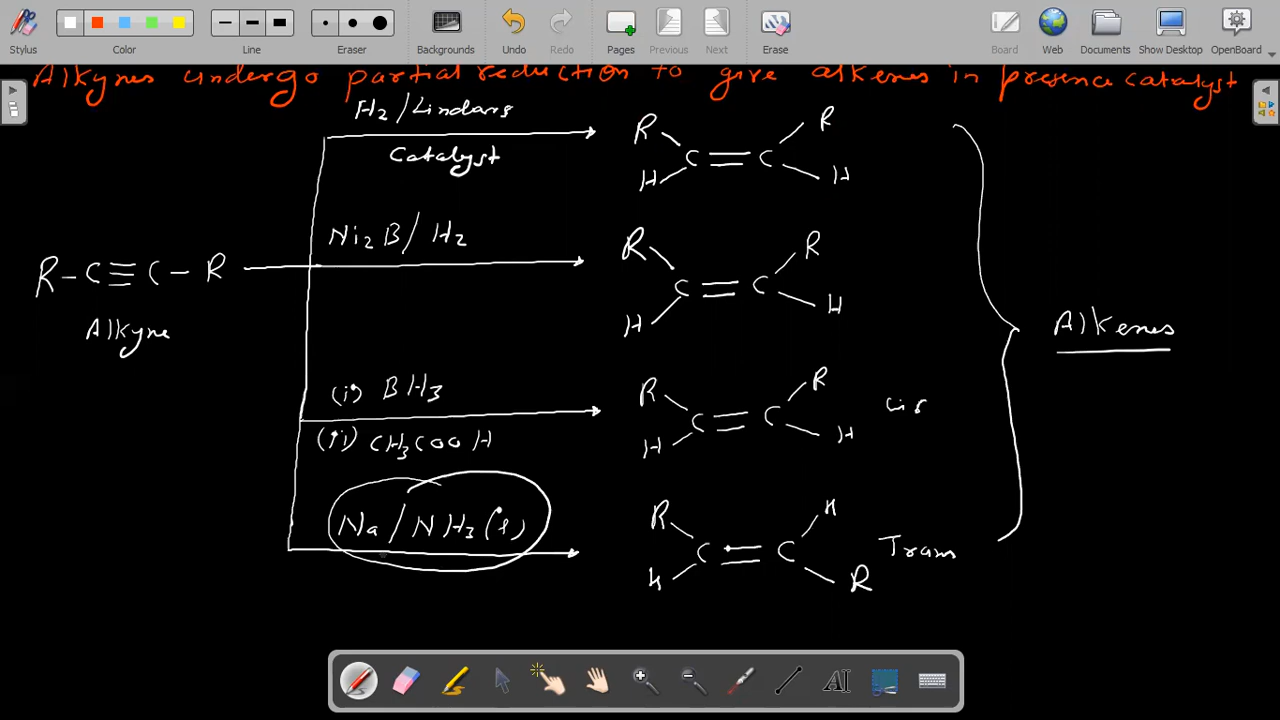 Stylus
Color
Line
Eraser
Backgrounds
Undo
Redo
Pages
Previous
Next
Erase
Board
Web
Documents
Show Desktop
OpenBoard
Alkynes undergo partial reduction to give alkenes in presence catalyst
H2/Lindars
Catalyst
R
R
C=C
H
H
Ni2B/H2
R
R
C=C
H
H
R-C≡C-R
Alkyne
Alkenes
(i) BH3
(ii) CH3COOH
R
R
C=C
H
H
cis
Na/NH3(l)
R
H
C=C
H
R
Trans
AI